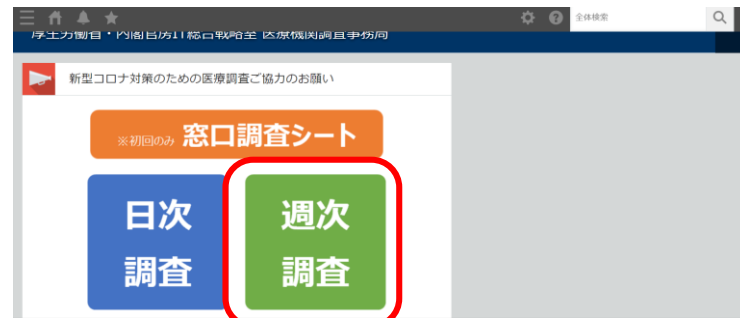 全体検索
厚生労働省・内閣官房IT総合戦略室 医療機関調査事務局
新型コロナ対策のための医療調査ご協力のお願い
※初回のみ 窓口調査シート
日次
調査
週次
調査